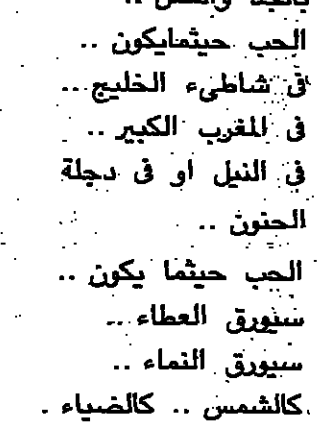 الحب حيثمايكون ..
فى شاطىء الخليج...
فى المغرب الكبير ..
فى النيل او فى دجلة
الحنون ..
الحب حيثما يكون ..
سيورق العطاء ..
سيورق النماء ..
كالشمس .. كالضياء .